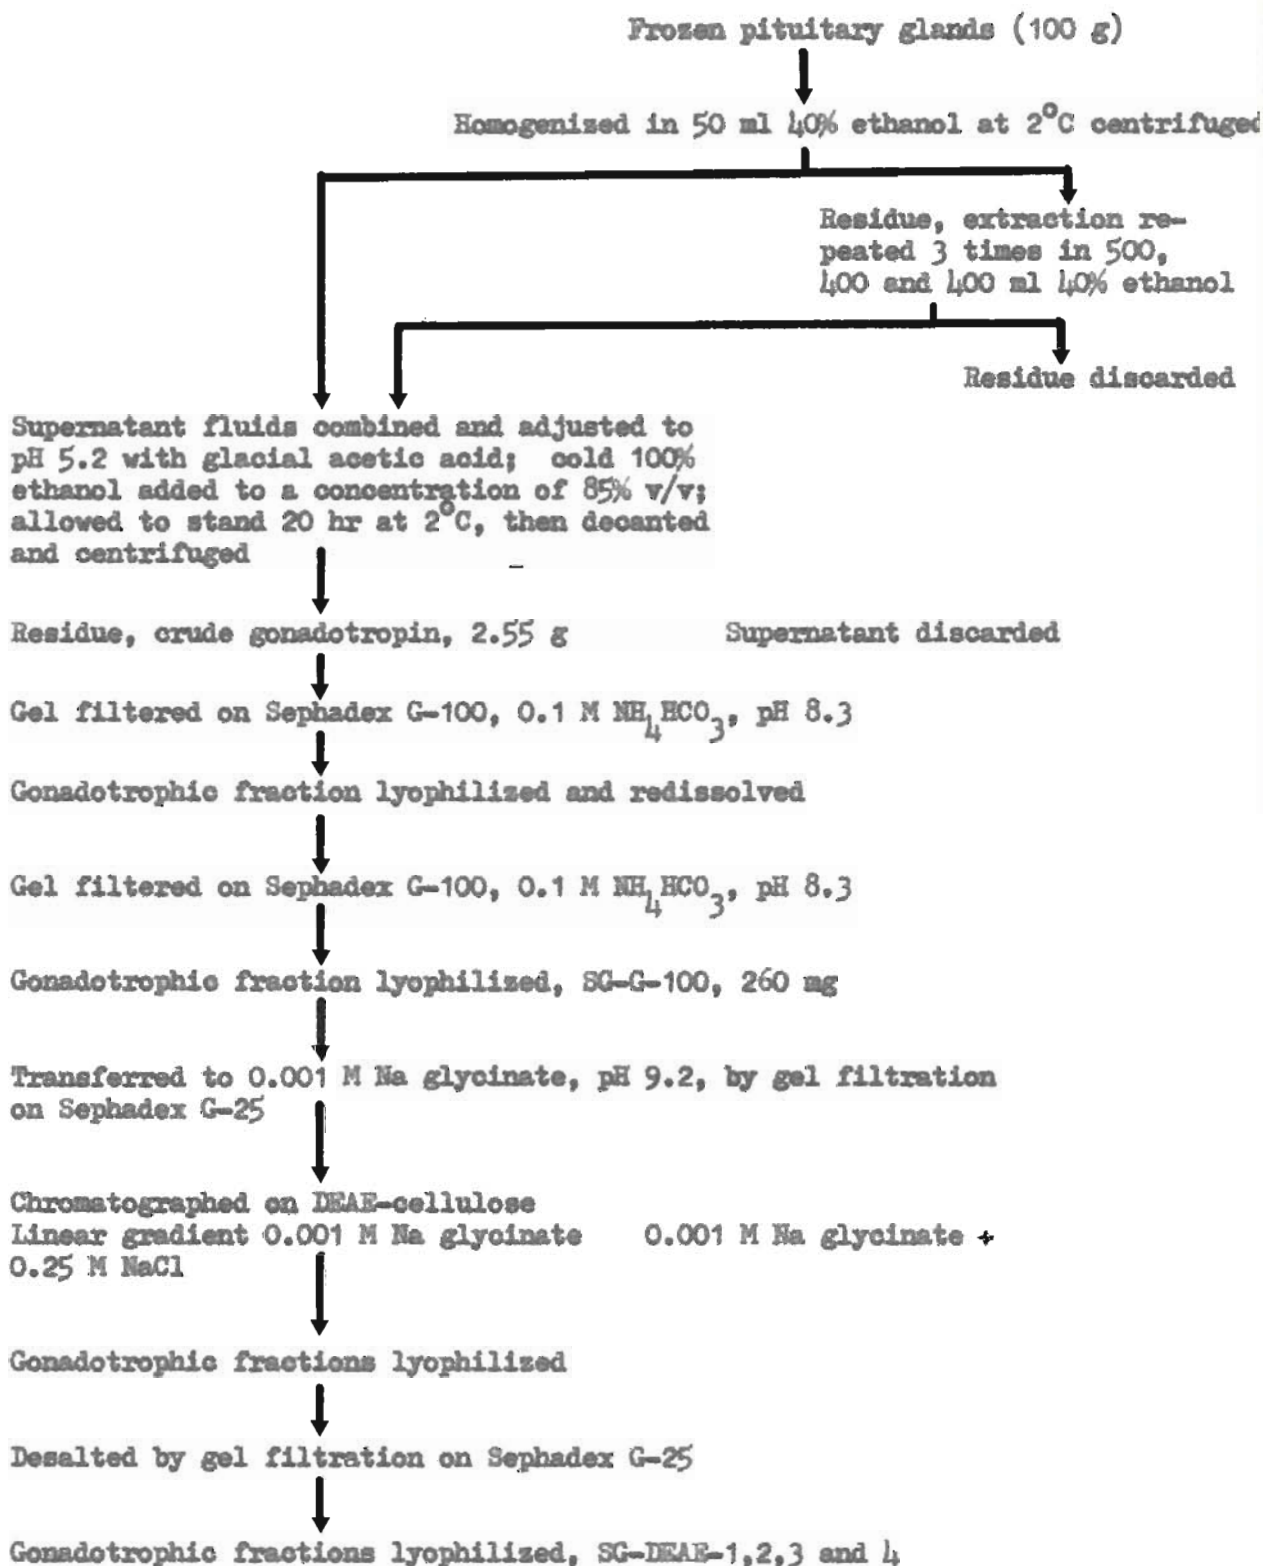 Frozen pituitary glands (100 g)
Homogenized in 50 ml 40% ethanol at 2°C centrifuged
Residue, extraction re-
peated 3 times in 500,
400 and 400 ml 40% ethanol
Residue discarded
Supernatant fluids combined and adjusted to
pH 5.2 with glacial acetic acid; cold 100%
ethanol added to a concentration of 85% v/v;
allowed to stand 20 hr at 2°C, then decanted
and centrifuged
Residue, crude gonadotropin, 2.55 g Supernatant discarded
Gel filtered on Sephadex G-100, 0.1 M NH₄HCO₃, pH 8.3
Gonadotrophic fraction lyophilized and redissolved
Gel filtered on Sephadex G-100, 0.1 M NH₄HCO₃, pH 8.3
Gonadotrophic fraction lyophilized, SG-G-100, 260 mg
Transferred to 0.001 M Na glycinate, pH 9.2, by gel filtration
on Sephadex G-25
Chromatographed on DEAE-cellulose
Linear gradient 0.001 M Na glycinate 0.001 M Na glycinate +
0.25 M NaCl
Gonadotrophic fractions lyophilized
Desalted by gel filtration on Sephadex G-25
Gonadotrophic fractions lyophilized, SG-DEAE-1,2,3 and 4